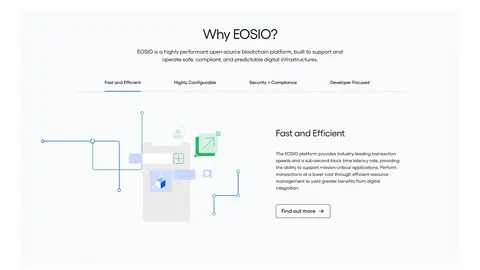 Why EOSIO?
EOSIO is a highly performant open-source blockchain platform, built to support and
operate safe, compliant, and predictable digital infrastructures.
Fast and Efficient
Highly Configurable
Security + Compliance
Developer Focused
Fast and Efficient
The EOSIO platform provides industry-leading transaction
speeds and a sub-second block time latency rate, providing
the ability to support mission-critical applications. Perform
transactions at a lower cost through efficient resource
management to yield greater benefits from digital
integration.
Find out more →